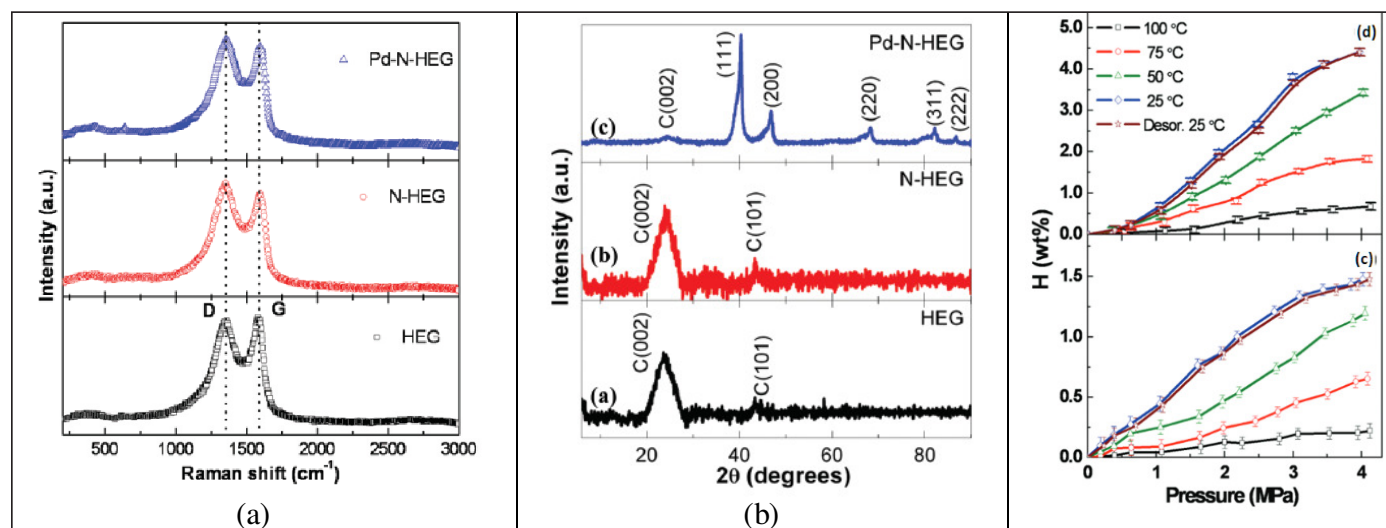 Pd-N-HEG
N-HEG
D
G
HEG
Intensity (a.u.)
500 1000 1500 2000 2500 3000
Raman shift (cm⁻¹)
(a)
Pd-N-HEG
C(002)
(111)
(200)
(220)
(311)
(222)
(c)
N-HEG
C(002)
C(101)
(b)
HEG
C(002)
C(101)
(a)
Intensity (a.u.)
20 40 60 80
2θ (degrees)
(b)
(d)
100 °C
75 °C
50 °C
25 °C
Desor. 25 °C
5.0
4.0
3.0
2.0
1.0
0.0
H (wt%)
(c)
1.5
1.0
0.5
0.0
0 1 2 3 4
Pressure (MPa)